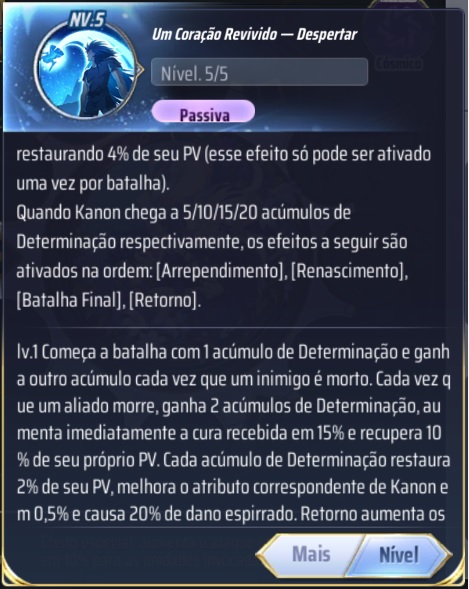 NV.5
Um Coração Revivido — Despertar
Nível. 5/5
Cósmico
Passiva
restaurando 4% de seu PV (esse efeito só pode ser ativado
uma vez por batalha).
Quando Kanon chega a 5/10/15/20 acúmulos de
Determinação respectivamente, os efeitos a seguir são
ativados na ordem: [Arrependimento], [Renascimento],
[Batalha Final], [Retorno].
lv.1 Começa a batalha com 1 acúmulo de Determinação e ganh
a outro acúmulo cada vez que um inimigo é morto. Cada vez q
ue um aliado morre, ganha 2 acúmulos de Determinação, au
menta imediatamente a cura recebida em 15% e recupera 10
% de seu próprio PV. Cada acúmulo de Determinação restaura
2% de seu PV, melhora o atributo correspondente de Kanon e
m 0,5% e causa 20% de dano espirrado. Retorno aumenta os
Mais
Nível